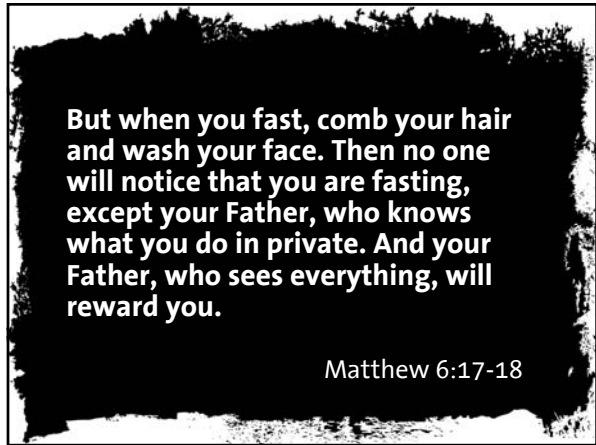 But when you fast, comb your hair
and wash your face. Then no one
will notice that you are fasting,
except your Father, who knows
what you do in private. And your
Father, who sees everything, will
reward you.
Matthew 6:17-18